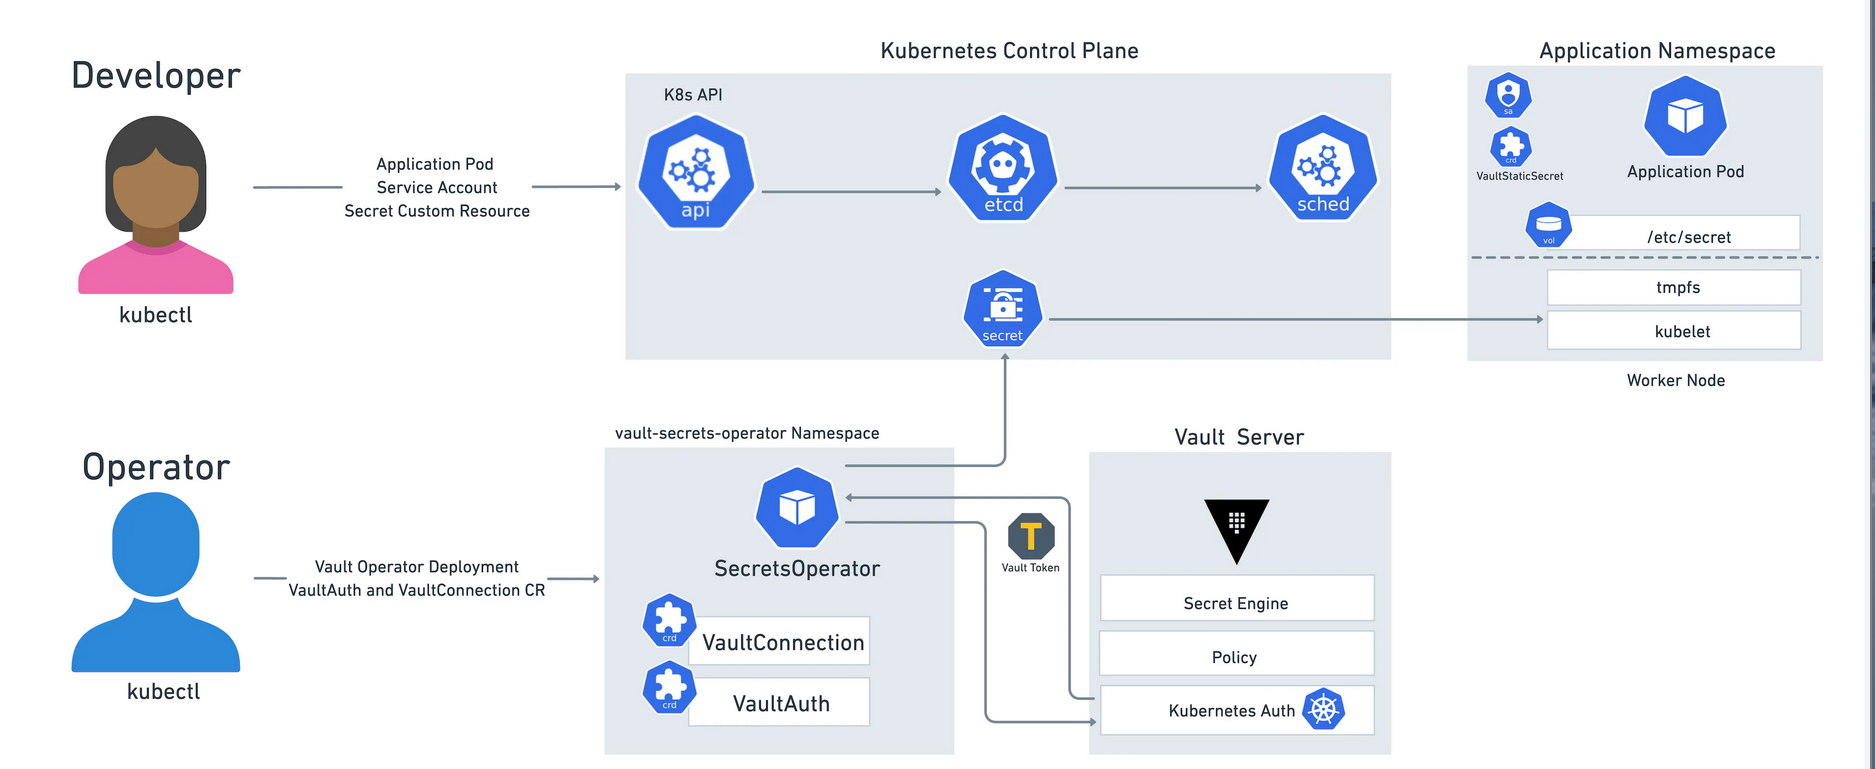 Developer
kubectl
Application Pod
Service Account
Secret Custom Resource
Kubernetes Control Plane
K8s API
api
etcd
sched
secret
Application Namespace
sa
crd
VaultStaticSecret
Application Pod
vol
/etc/secret
tmpfs
kubelet
Worker Node
Operator
kubectl
Vault Operator Deployment
VaultAuth and VaultConnection CR
vault-secrets-operator Namespace
SecretsOperator
crd
VaultConnection
crd
VaultAuth
T
Vault Token
Vault Server
Secret Engine
Policy
Kubernetes Auth